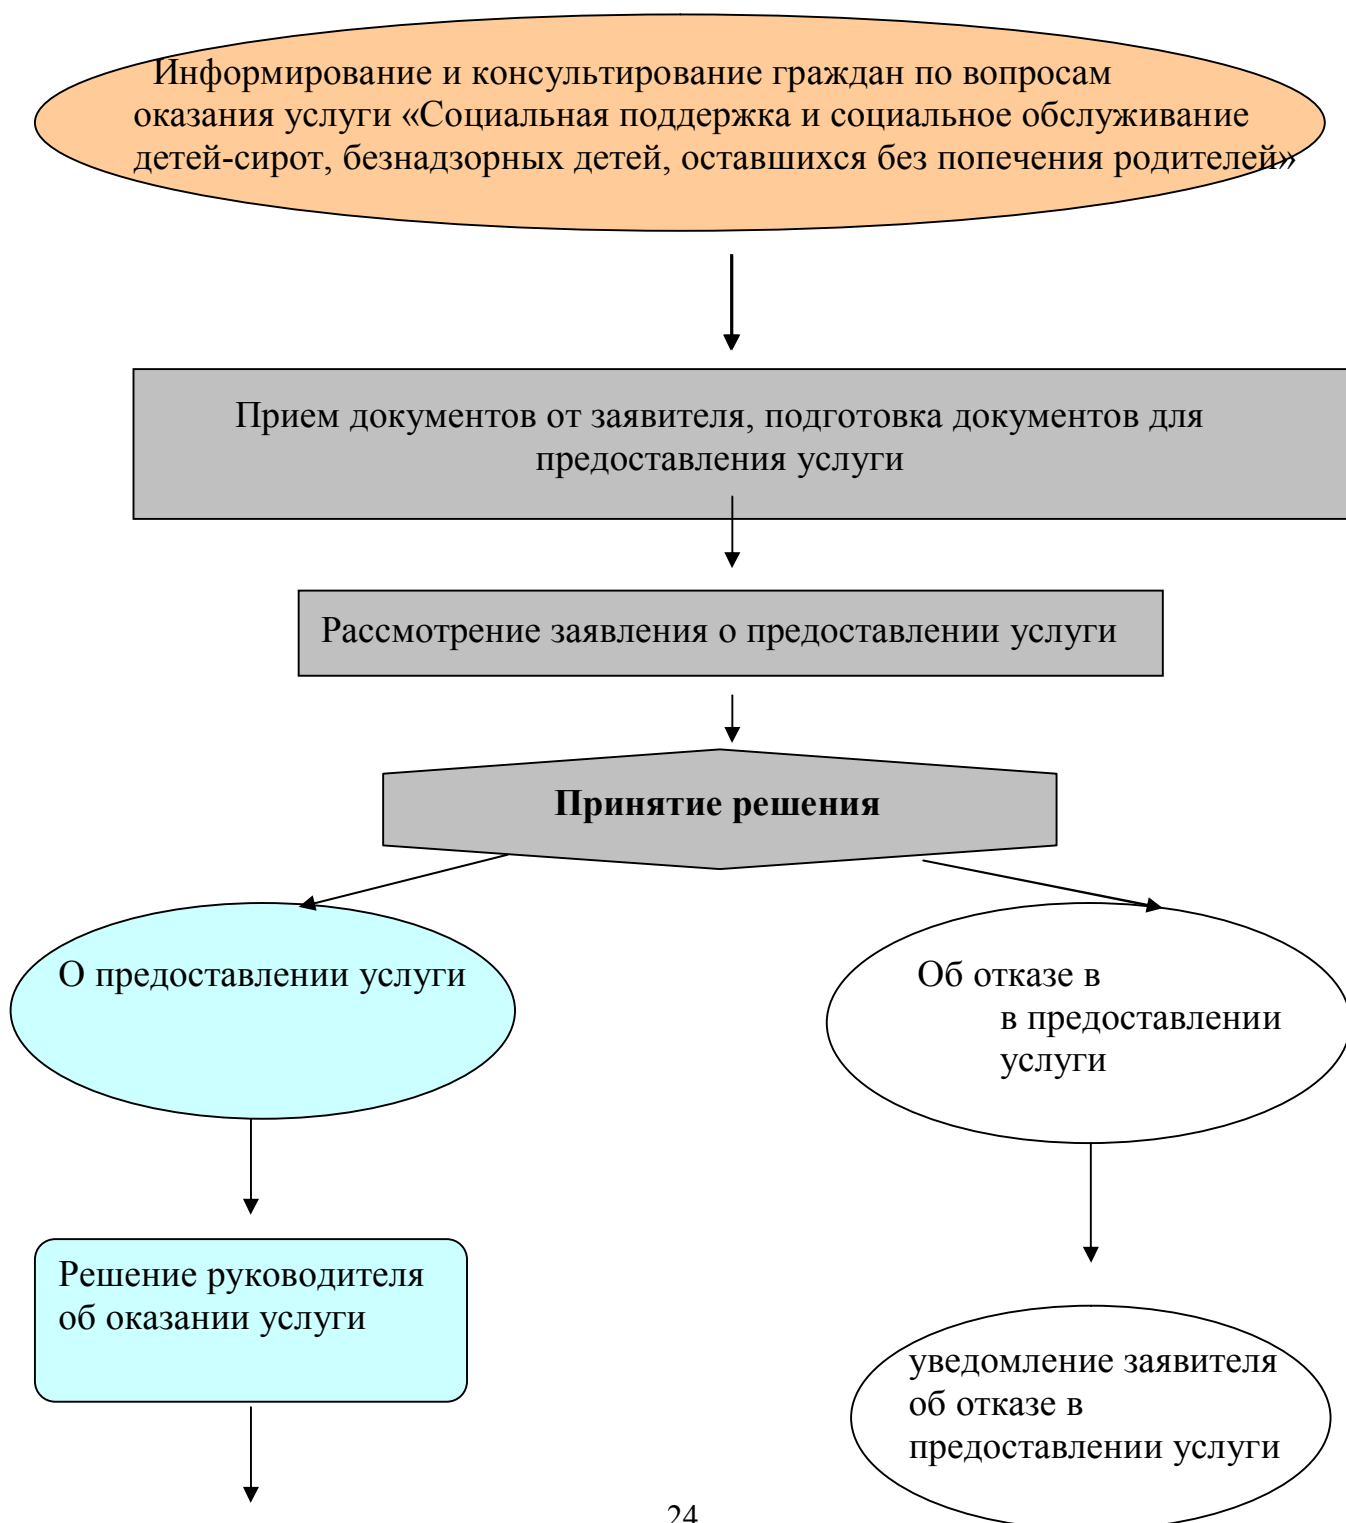 Информирование и консультирование граждан по вопросам
оказания услуги «Социальная поддержка и социальное обслуживание
детей-сирот, безнадзорных детей, оставшихся без попечения родителей»
Прием документов от заявителя, подготовка документов для
предоставления услуги
Рассмотрение заявления о предоставлении услуги
Принятие решения
О предоставлении услуги
Об отказе в
в предоставлении
услуги
Решение руководителя
об оказании услуги
уведомление заявителя
об отказе в
предоставлении услуги
24